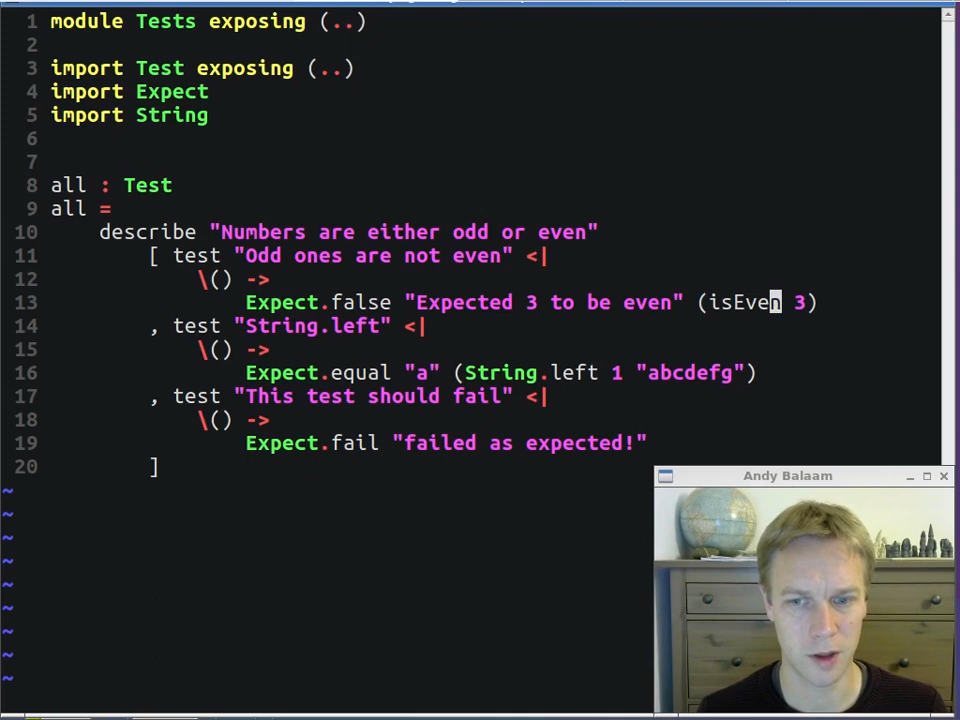 1 module Tests exposing (..)
2
3 import Test exposing (..)
4 import Expect
5 import String
6
7
8 all : Test
9 all =
10     describe "Numbers are either odd or even"
11         [ test "Odd ones are not even" <|
12             \() ->
13                 Expect.false "Expected 3 to be even" (isEven 3)
14         , test "String.left" <|
15             \() ->
16                 Expect.equal "a" (String.left 1 "abcdefg")
17         , test "This test should fail" <|
18             \() ->
19                 Expect.fail "failed as expected!"
20         ]
~
~
~
~
~
~
~
~
~
Andy Balaam